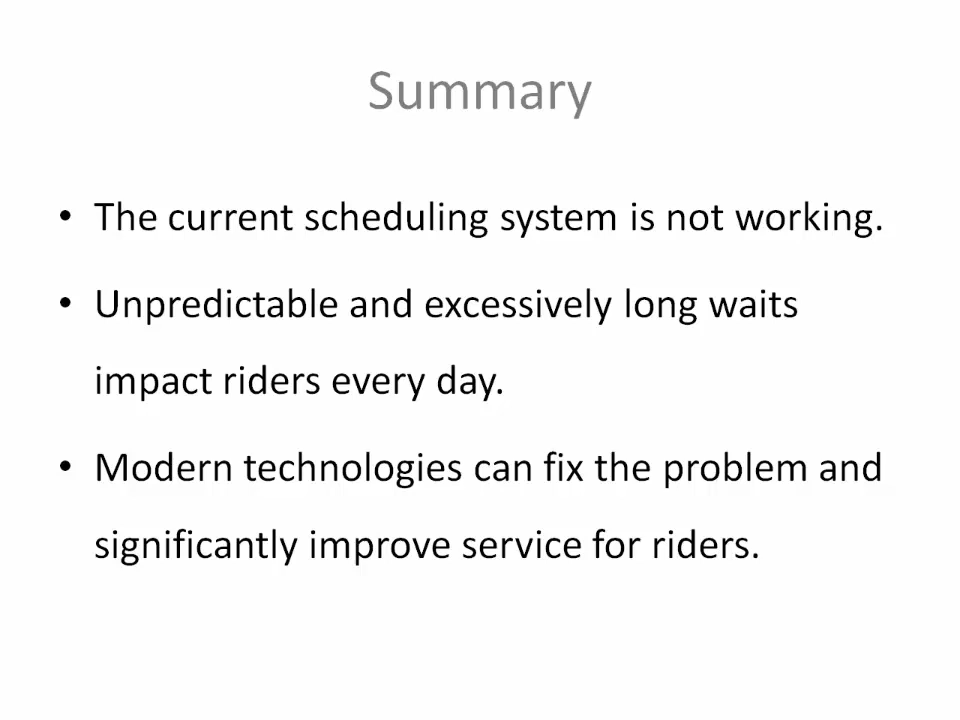 Summary
• The current scheduling system is not working.
• Unpredictable and excessively long waits
impact riders every day.
• Modern technologies can fix the problem and
significantly improve service for riders.